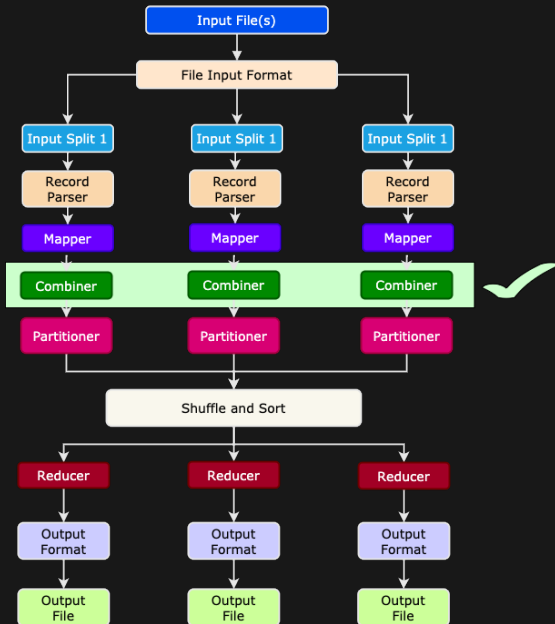 Input File(s)
File Input Format
Input Split 1
Input Split 1
Input Split 1
Record
Parser
Record
Parser
Record
Parser
Mapper
Mapper
Mapper
Combiner
Combiner
Combiner
Partitioner
Partitioner
Partitioner
Shuffle and Sort
Reducer
Reducer
Reducer
Output
Format
Output
Format
Output
Format
Output
File
Output
File
Output
File